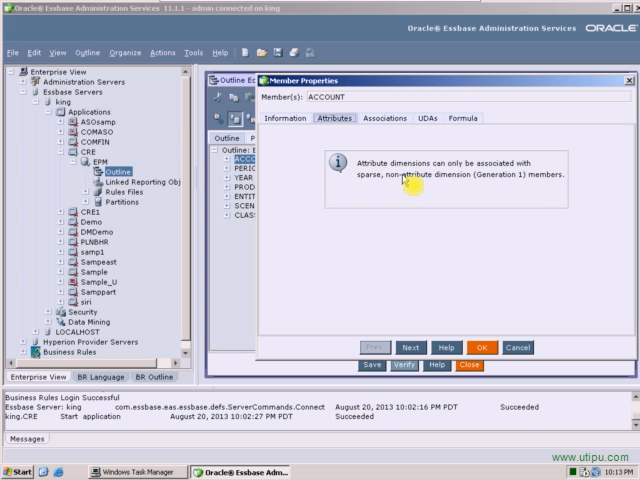 Oracle® Essbase Administration Services 11.1.1 - admin connected on king
Oracle® Essbase Administration Services ORACLE
File Edit View Outline Organize Actions Tools Help
Enterprise View
Administration Servers
Essbase Servers
king
Applications
ASOsamp
COMASO
COMFIN
CRE
EPM
Outline
Linked Reporting Obj
Rules Files
Partitions
CRE1
Demo
DMDemo
PLNBHR
samp1
Sampeast
Sample
Sample_U
Samppart
siri
Security
Data Mining
LOCALHOST
Hyperion Provider Servers
Business Rules
Enterprise View BR Language BR Outline
Outline Ec
Outline P
Outline: E
ACCO
PERIC
YEAR
PROD
ENTIT
SCEN
CLAS
Member Properties
Member(s): ACCOUNT
Information Attributes Associations UDAs Formula
Attribute dimensions can only be associated with
sparse, non-attribute dimension (Generation 1) members.
Prev Next Help OK Cancel
Save Verify Help Close
Business Rules Login Successful
Essbase Server: king com.essbase.eas.essbase.defs.ServerCommands.Connect August 20, 2013 10:02:16 PM PDT Succeeded
king.CRE Start application August 20, 2013 10:02:27 PM PDT Succeeded
Messages
www.utipu.com
Start Windows Task Manager Oracle® Essbase Adm... 10:13 PM